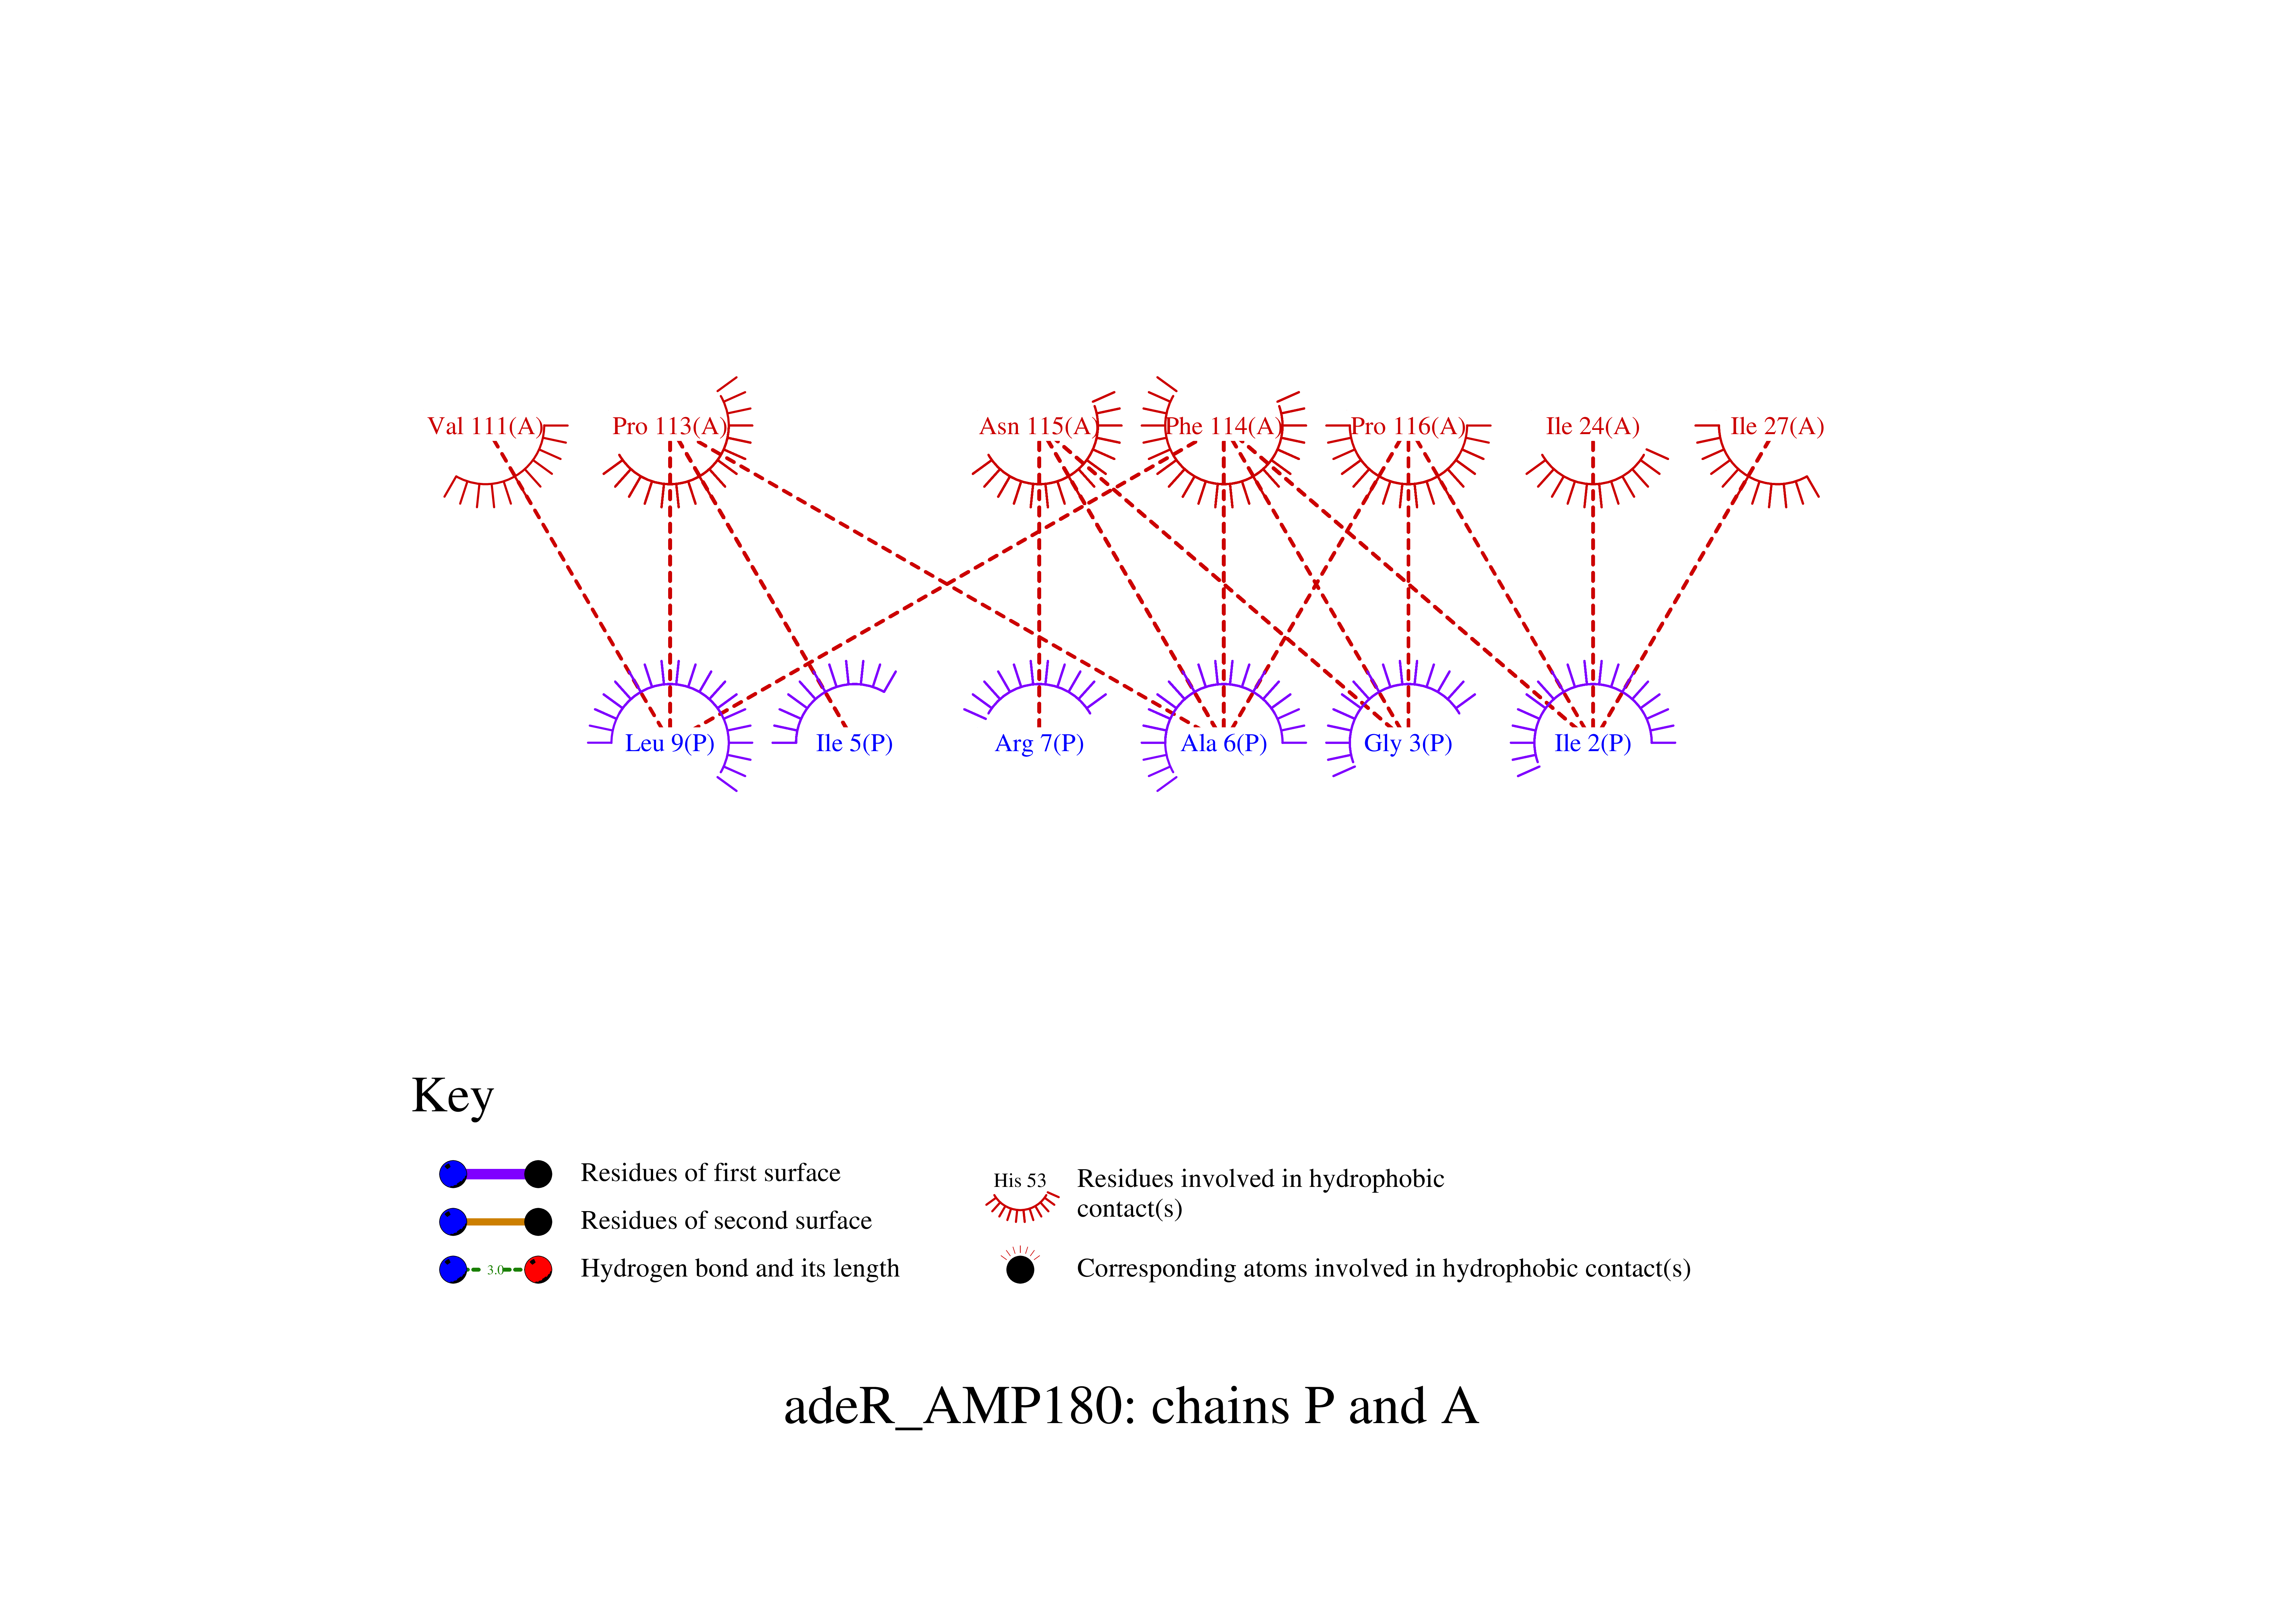 Val 111(A) Pro 113(A) Asn 115(A) Phe 114(A) Pro 116(A) Ile 24(A) Ile 27(A)
Leu 9(P) Ile 5(P) Arg 7(P) Ala 6(P) Gly 3(P) Ile 2(P)
Key
Residues of first surface
Residues of second surface
3.0 Hydrogen bond and its length
His 53 Residues involved in hydrophobic
contact(s)
Corresponding atoms involved in hydrophobic contact(s)
adeR_AMP180: chains P and A